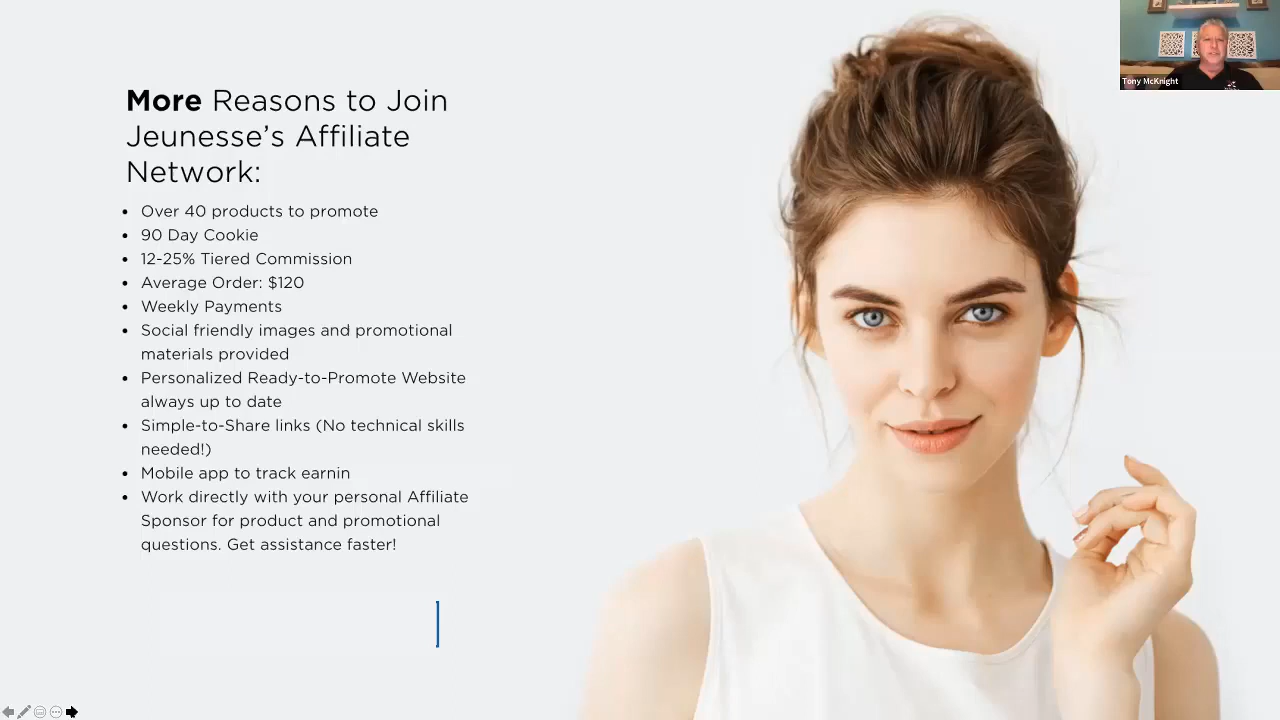 More Reasons to Join
Jeunesse’s Affiliate
Network:
• Over 40 products to promote
• 90 Day Cookie
• 12-25% Tiered Commission
• Average Order: $120
• Weekly Payments
• Social friendly images and promotional
materials provided
• Personalized Ready-to-Promote Website
always up to date
• Simple-to-Share links (No technical skills
needed!)
• Mobile app to track earnin
• Work directly with your personal Affiliate
Sponsor for product and promotional
questions. Get assistance faster!
Tony McKnight